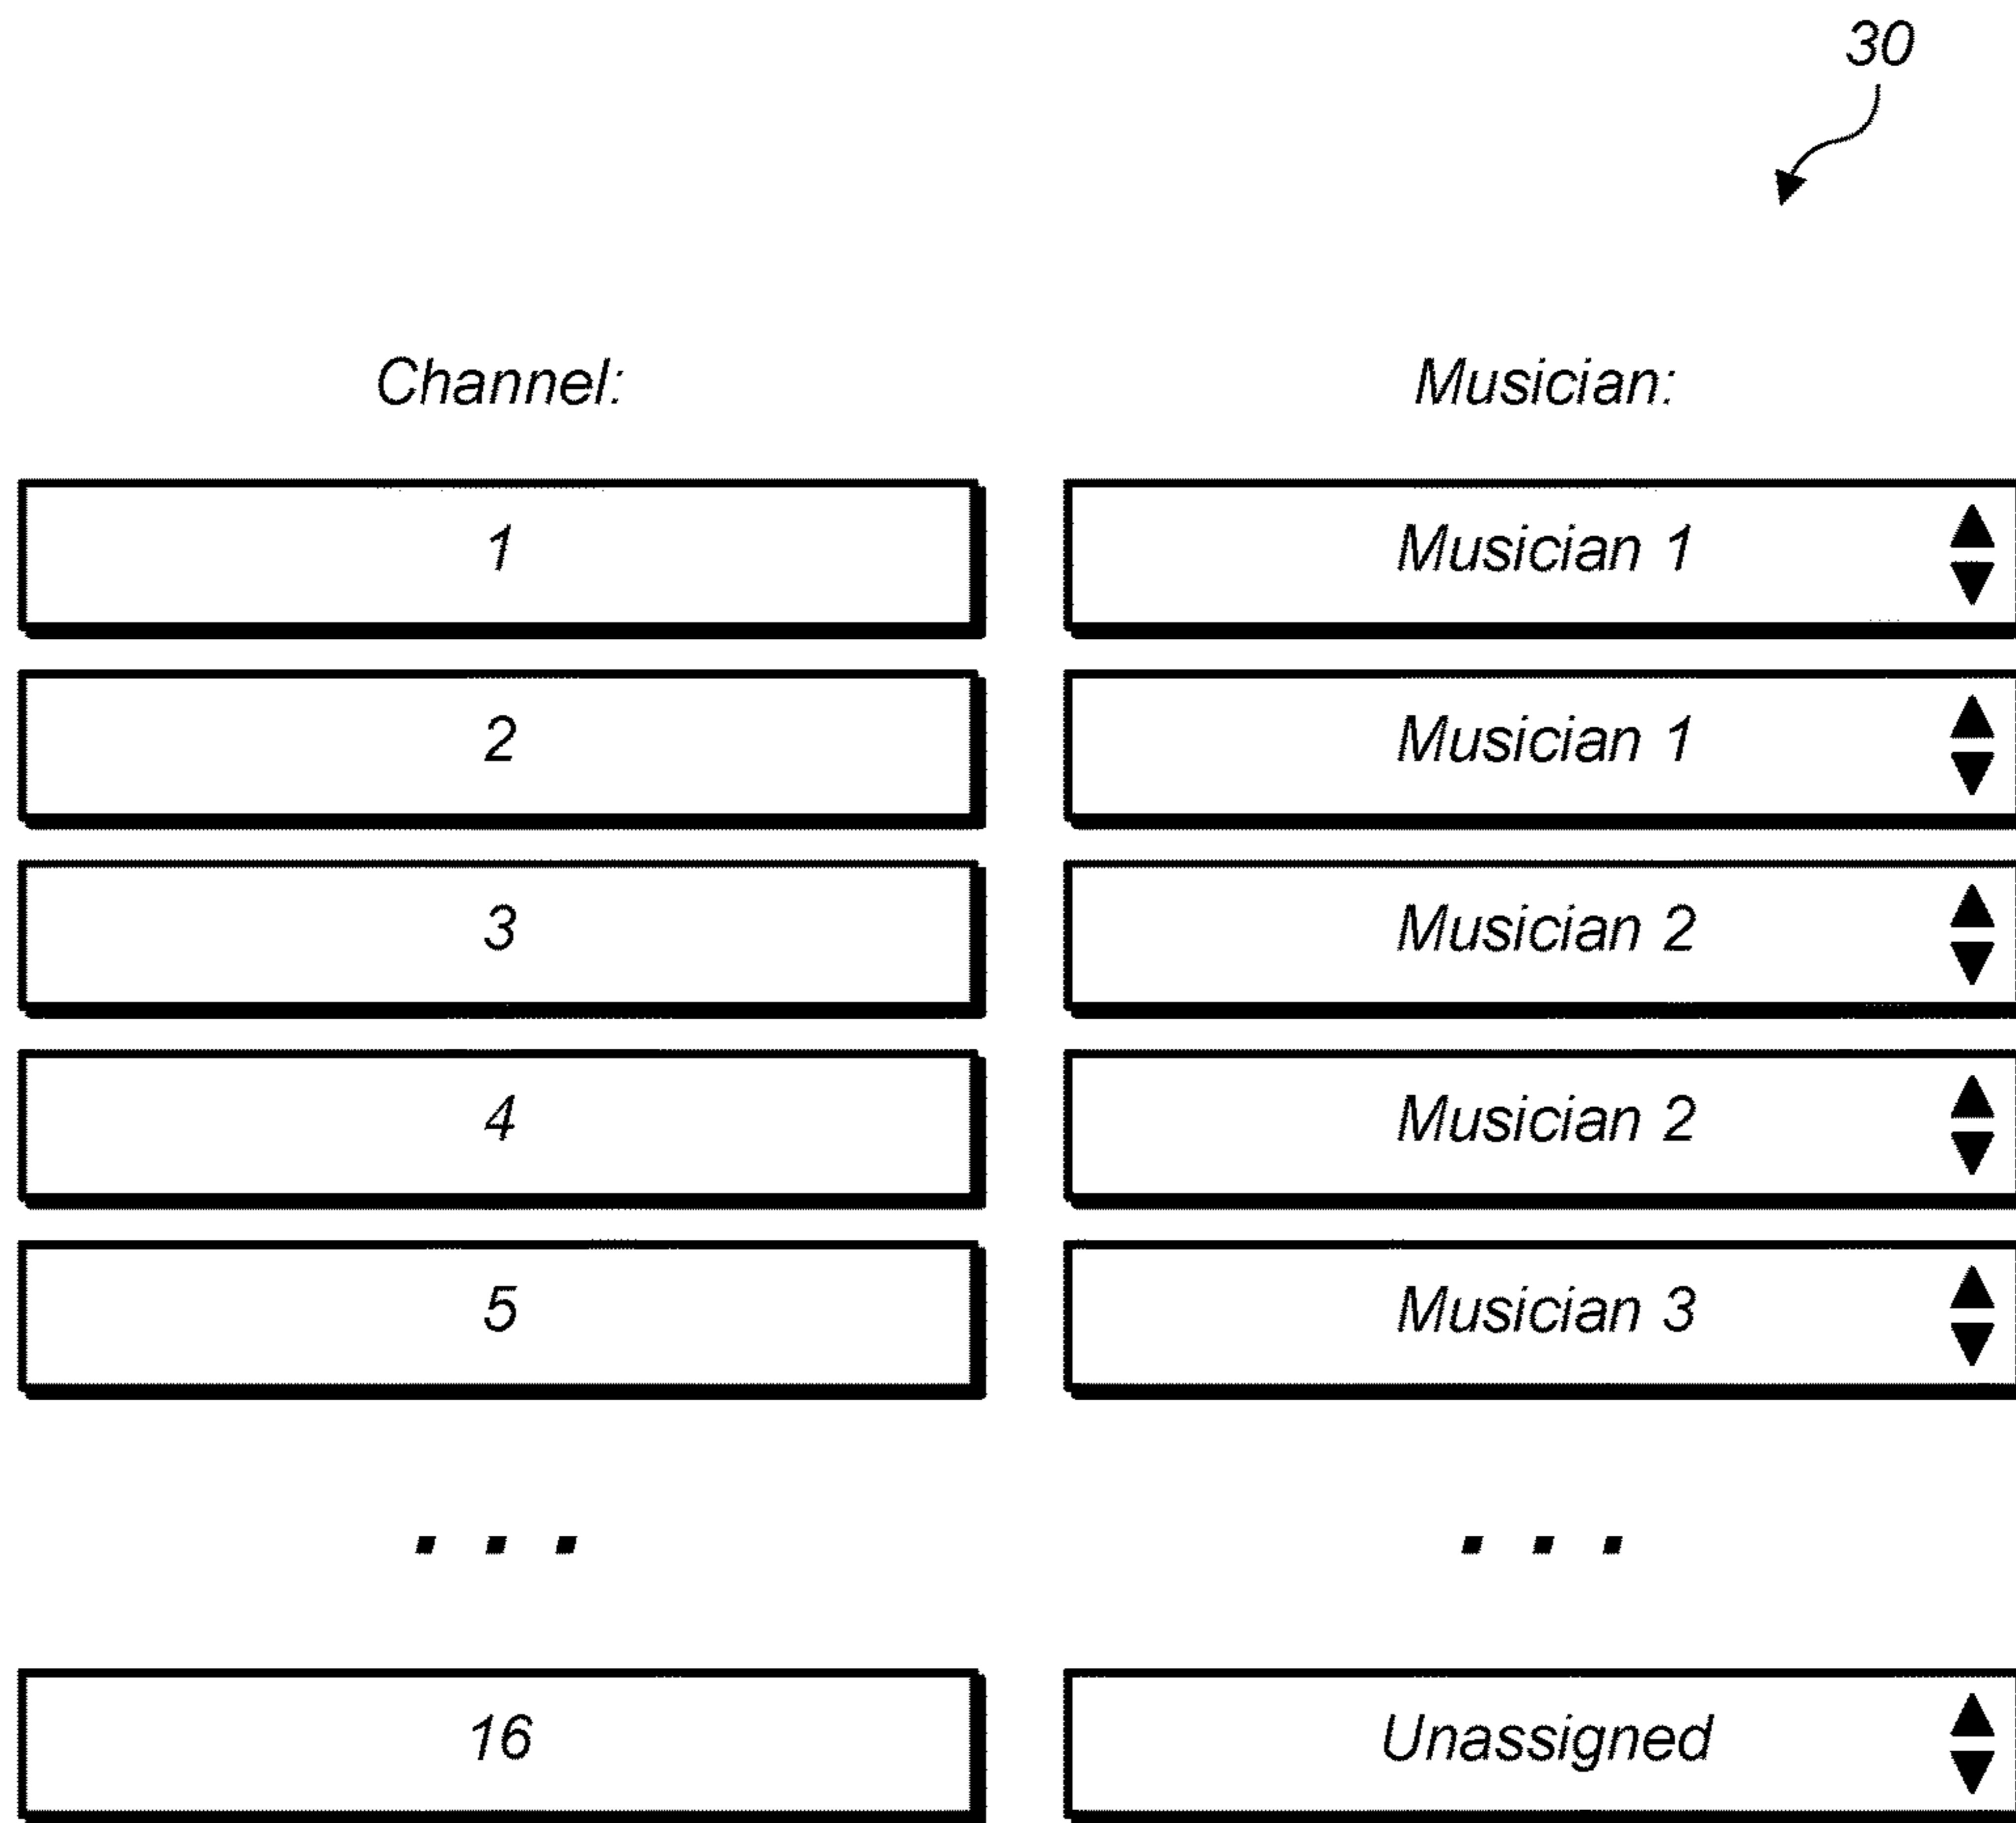 30
Channel: Musician:
1 Musician 1
2 Musician 1
3 Musician 2
4 Musician 2
5 Musician 3
. . . . . .
16 Unassigned